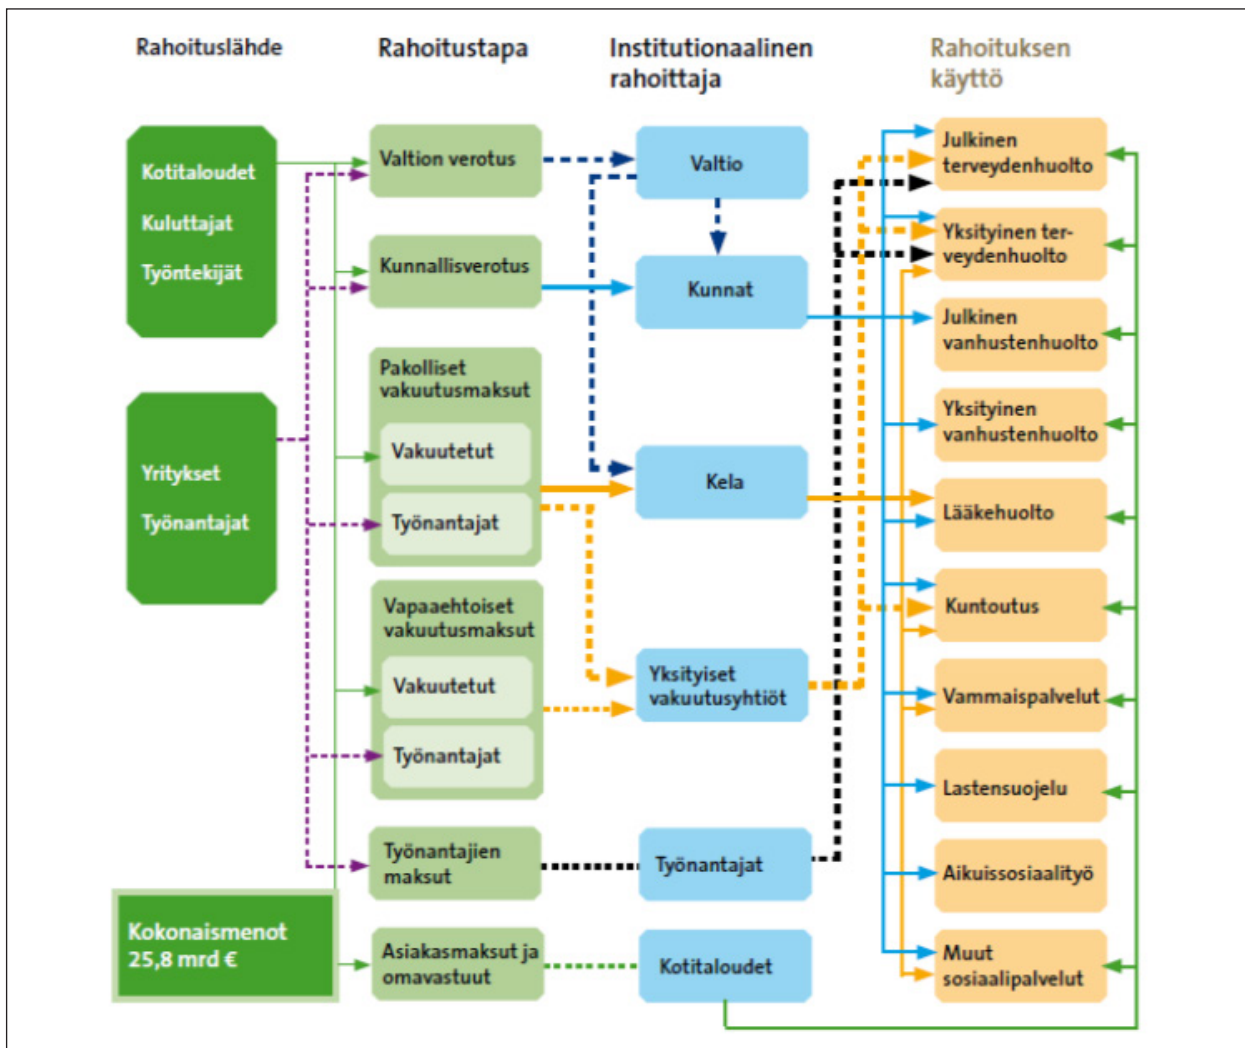 Rahoituslähde
Rahoitustapa
Institutionaalinen
rahoittaja
Rahoituksen
käyttö
Kotitaloudet
Kuluttajat
Työntekijät
Yritykset
Työnantajat
Kokonaismenot
25,8 mrd €
Valtion verotus
Kunnallisverotus
Pakolliset
vakuutusmaksut
Vakuutetut
Työnantajat
Vapaaehtoiset
vakuutusmaksut
Vakuutetut
Työnantajat
Työnantajien
maksut
Asiakasmaksut ja
omavastuut
Valtio
Kunnat
Kela
Yksityiset
vakuutusyhtiöt
Työnantajat
Kotitaloudet
Julkinen
terveydenhuolto
Yksityinen ter-
veydenhuolto
Julkinen
vanhustenhuolto
Yksityinen
vanhustenhuolto
Lääkehuolto
Kuntoutus
Vammaispalvelut
Lastensuojelu
Aikuissosiaalityö
Muut
sosiaalipalvelut